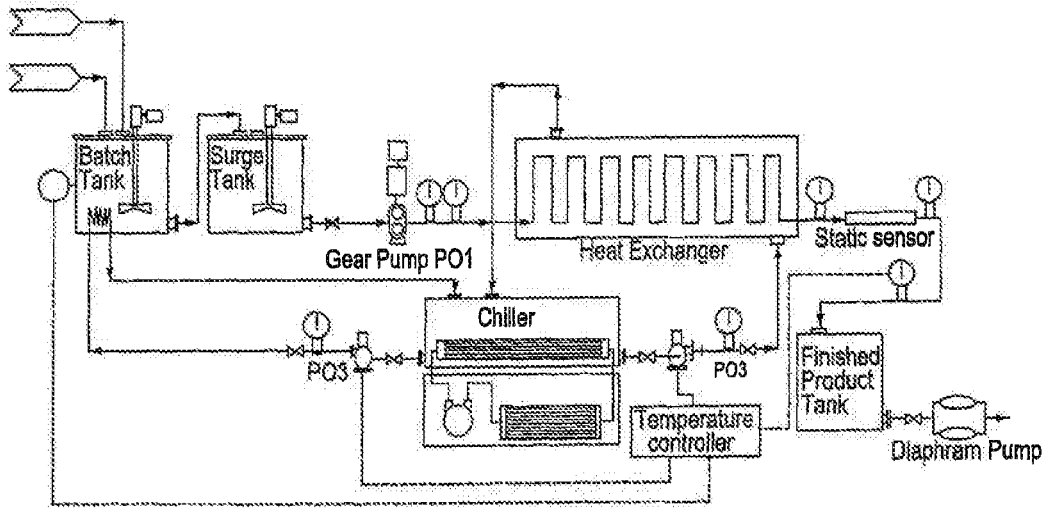 Batch
Tank
Surge
Tank
Gear Pump PO1
Heat Exchanger
Static sensor
Chiller
PO3
PO3
Temperature
controller
Finished
Product
Tank
Diaphram Pump